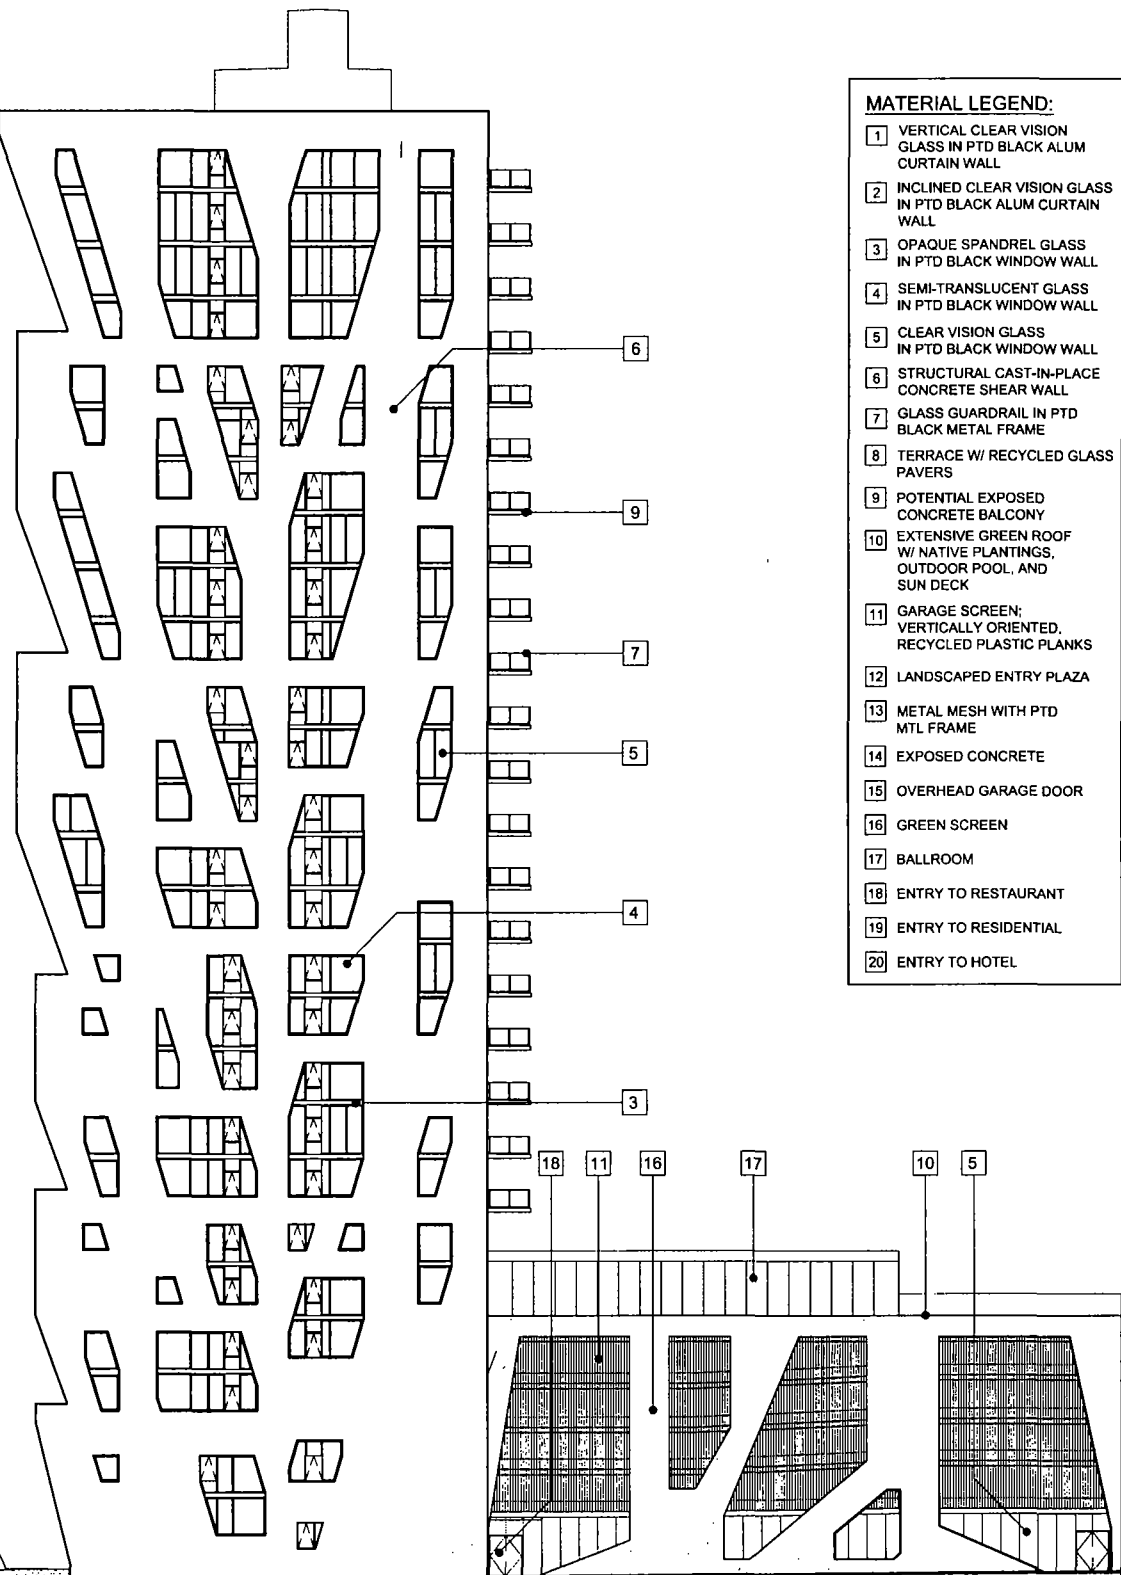 MATERIAL LEGEND:
1 VERTICAL CLEAR VISION
GLASS IN PTD BLACK ALUM
CURTAIN WALL
2 INCLINED CLEAR VISION GLASS
IN PTD BLACK ALUM CURTAIN
WALL
3 OPAQUE SPANDREL GLASS
IN PTD BLACK WINDOW WALL
4 SEMI-TRANSLUCENT GLASS
IN PTD BLACK WINDOW WALL
5 CLEAR VISION GLASS
IN PTD BLACK WINDOW WALL
6 STRUCTURAL CAST-IN-PLACE
CONCRETE SHEAR WALL
7 GLASS GUARDRAIL IN PTD
BLACK METAL FRAME
8 TERRACE W/ RECYCLED GLASS
PAVERS
9 POTENTIAL EXPOSED
CONCRETE BALCONY
10 EXTENSIVE GREEN ROOF
W/ NATIVE PLANTINGS,
OUTDOOR POOL, AND
SUN DECK
11 GARAGE SCREEN;
VERTICALLY ORIENTED,
RECYCLED PLASTIC PLANKS
12 LANDSCAPED ENTRY PLAZA
13 METAL MESH WITH PTD
MTL FRAME
14 EXPOSED CONCRETE
15 OVERHEAD GARAGE DOOR
16 GREEN SCREEN
17 BALLROOM
18 ENTRY TO RESTAURANT
19 ENTRY TO RESIDENTIAL
20 ENTRY TO HOTEL
6
9
7
5
4
3
18 11 16 17 10 5